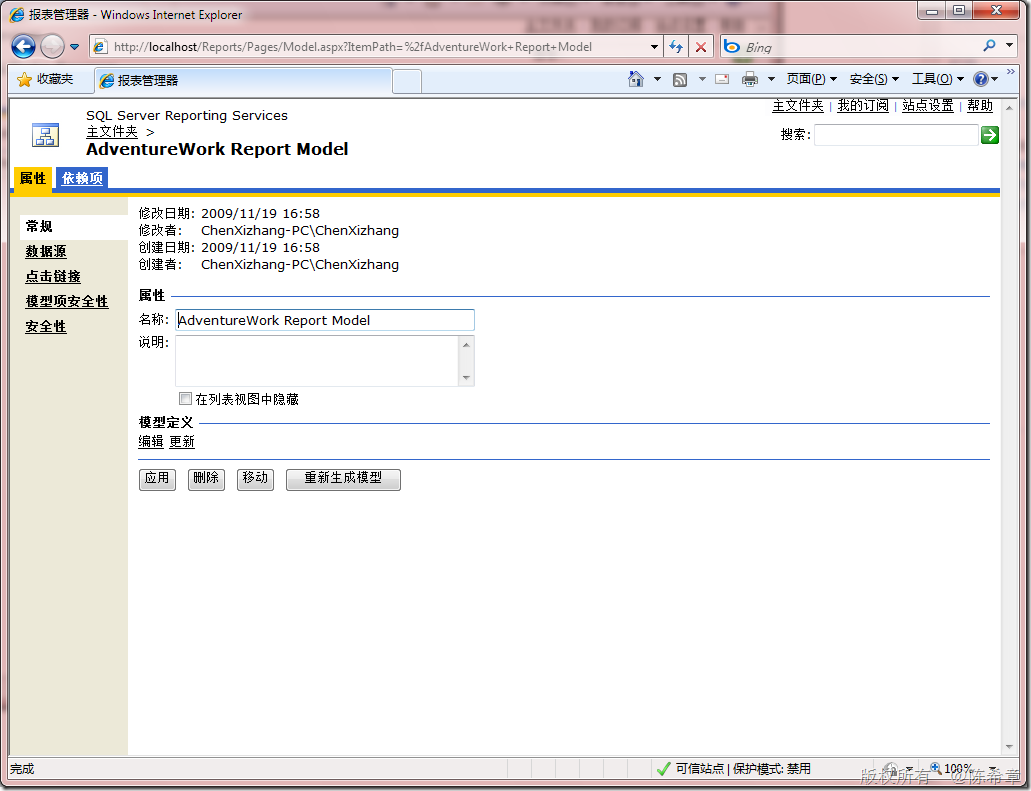 报表管理器 - Windows Internet Explorer
http://localhost/Reports/Pages/Model.aspx?ItemPath=%2fAdventureWork+Report+Model
Bing
收藏夹
报表管理器
页面(P)
安全(S)
工具(O)
SQL Server Reporting Services
主文件夹 >
AdventureWork Report Model
主文件夹 | 我的订阅 | 站点设置 | 帮助
搜索:
属性
依赖项
常规
数据源
点击链接
模型项安全性
安全性
修改日期: 2009/11/19 16:58
修改者: ChenXizhang-PC\ChenXizhang
创建日期: 2009/11/19 16:58
创建者: ChenXizhang-PC\ChenXizhang
属性
名称: AdventureWork Report Model
说明:
在列表视图中隐藏
模型定义
编辑 更新
应用 删除 移动 重新生成模型
完成
可信站点 | 保护模式: 禁用
100%
版权所有 @陈希章